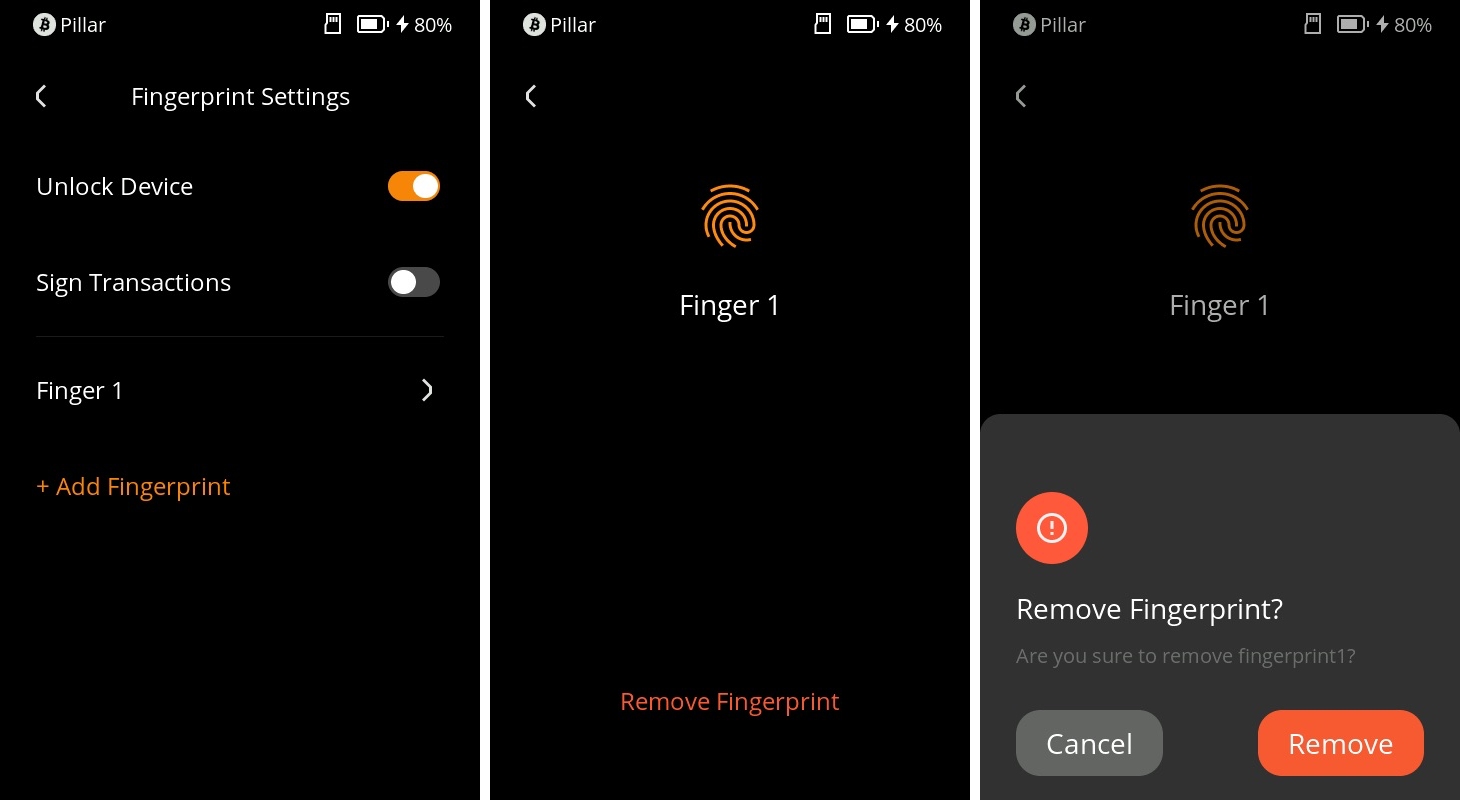 Pillar 80%
Fingerprint Settings
Unlock Device
Sign Transactions
Finger 1
+ Add Fingerprint
Pillar 80%
Finger 1
Remove Fingerprint
Pillar 80%
Finger 1
Remove Fingerprint?
Are you sure to remove fingerprint1?
Cancel Remove